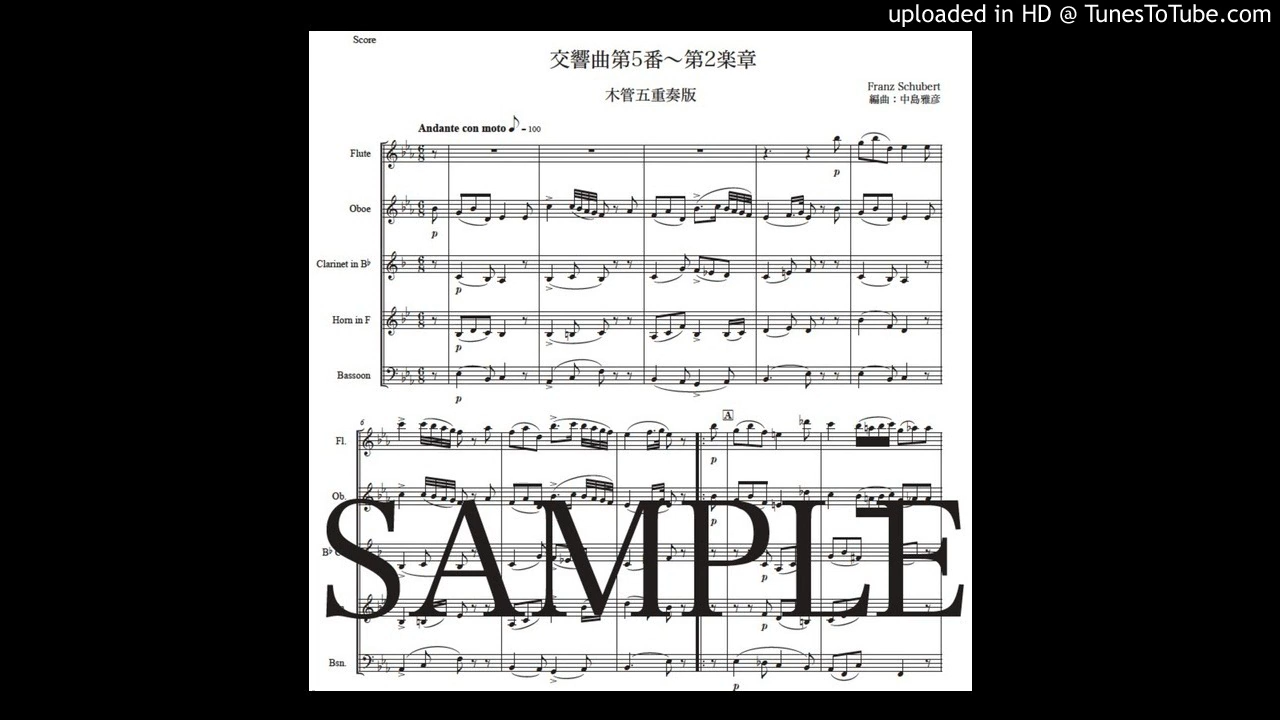 uploaded in HD @ TunesToTube.com
Score
交響曲第5番～第2楽章
木管五重奏版
Franz Schubert
編曲：中島雅彦
Andante con moto ♪ = 100
Flute
p
Oboe
p
Clarinet in B♭
p
Horn in F
p
Bassoon
p
6
A
Fl.
p
Ob.
p
B♭
p
p
Bsn.
p
SAMPLE